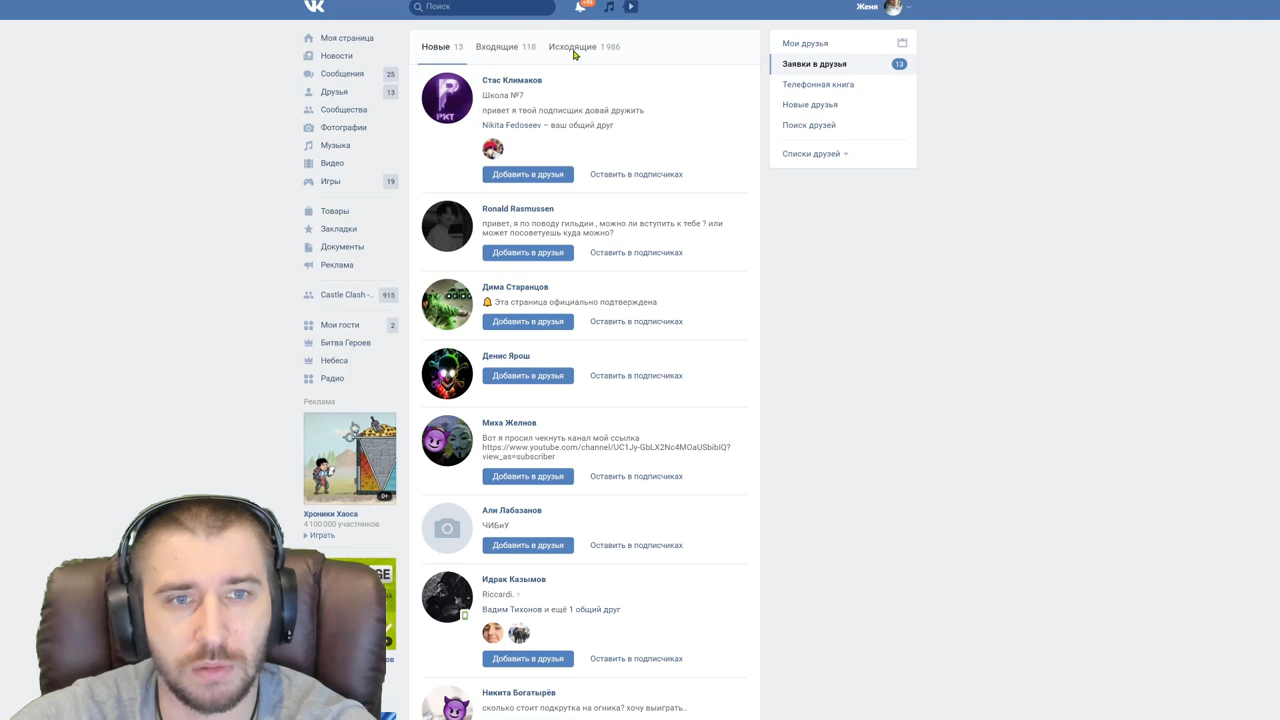 Поиск
+99
Женя
Моя страница
Новости
Сообщения 25
Друзья 13
Сообщества
Фотографии
Музыка
Видео
Игры 19
Товары
Закладки
Документы
Реклама
Castle Clash -.. 915
Мои гости 2
Битва Героев
Небеса
Радио
Реклама
0+
Хроники Хаоса
4 100 000 участников
Играть
Новые 13 Входящие 118 Исходящие 1 986
PKT
Стас Климаков
Школа №7
привет я твой подписщик довай дружить
Nikita Fedoseev – ваш общий друг
Добавить в друзья Оставить в подписчиках
Ronald Rasmussen
привет, я по поводу гильдии , можно ли вступить к тебе ? или
может посоветуешь куда можно?
Добавить в друзья Оставить в подписчиках
Дима Старанцов
Эта страница официально подтверждена
Добавить в друзья Оставить в подписчиках
Денис Ярош
Добавить в друзья Оставить в подписчиках
Миха Желнов
Вот я просил чекнуть канал мой ссылка
https://www.youtube.com/channel/UC1Jy-GbLX2Nc4MOaUSbibIQ?
view_as=subscriber
Добавить в друзья Оставить в подписчиках
Али Лабазанов
ЧИБиУ
Добавить в друзья Оставить в подписчиках
Идрак Казымов
Riccardi.
Вадим Тихонов и ещё 1 общий друг
Добавить в друзья Оставить в подписчиках
Никита Богатырёв
сколько стоит подкрутка на огника? хочу выиграть..
Мои друзья
Заявки в друзья 13
Телефонная книга
Новые друзья
Поиск друзей
Списки друзей